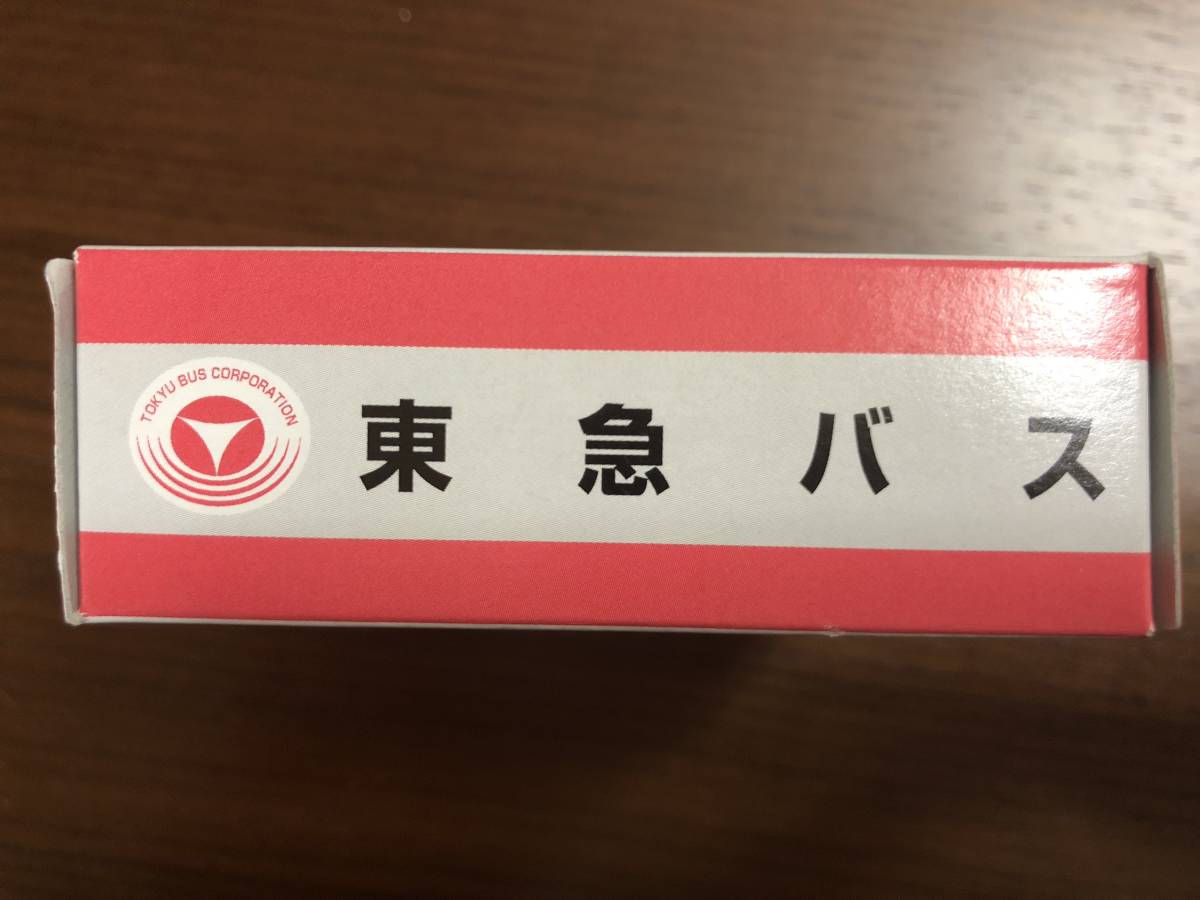 TOKYU BUS CORPORATION
東急バス